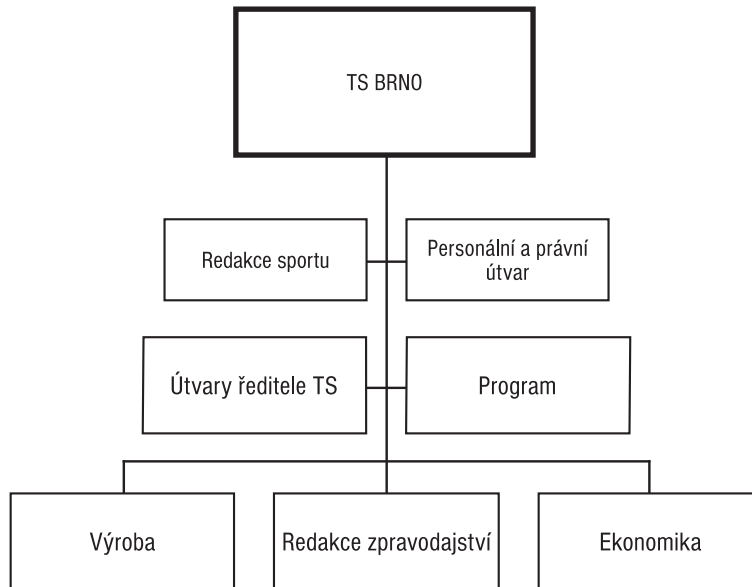 TS BRNO
Redakce sportu
Personální a právní
útvar
Útvary ředitele TS
Program
Výroba
Redakce zpravodajství
Ekonomika